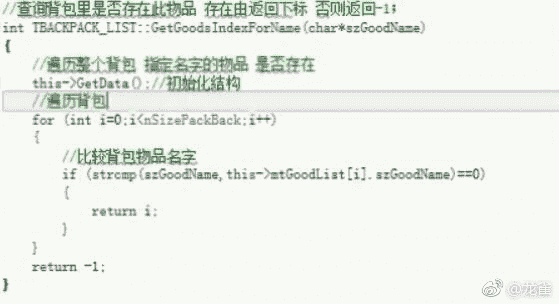 //查询背包里是否存在此物品 存在由返回下标 否则返回-1;
int TBACKPACK_LIST::GetGoodsIndexForName(char*szGoodName)
{
//遍历整个背包 指定名字的物品 是否存在
this->GetData();//初始化结构
//遍历背包
for (int i=0;i<nSizePackBack;i++)
{
//比较背包物品名字
if (strcmp(szGoodName,this->mtGoodList[i].szGoodName)==0)
{
return i;
}
}
return -1;
}
@龙雀